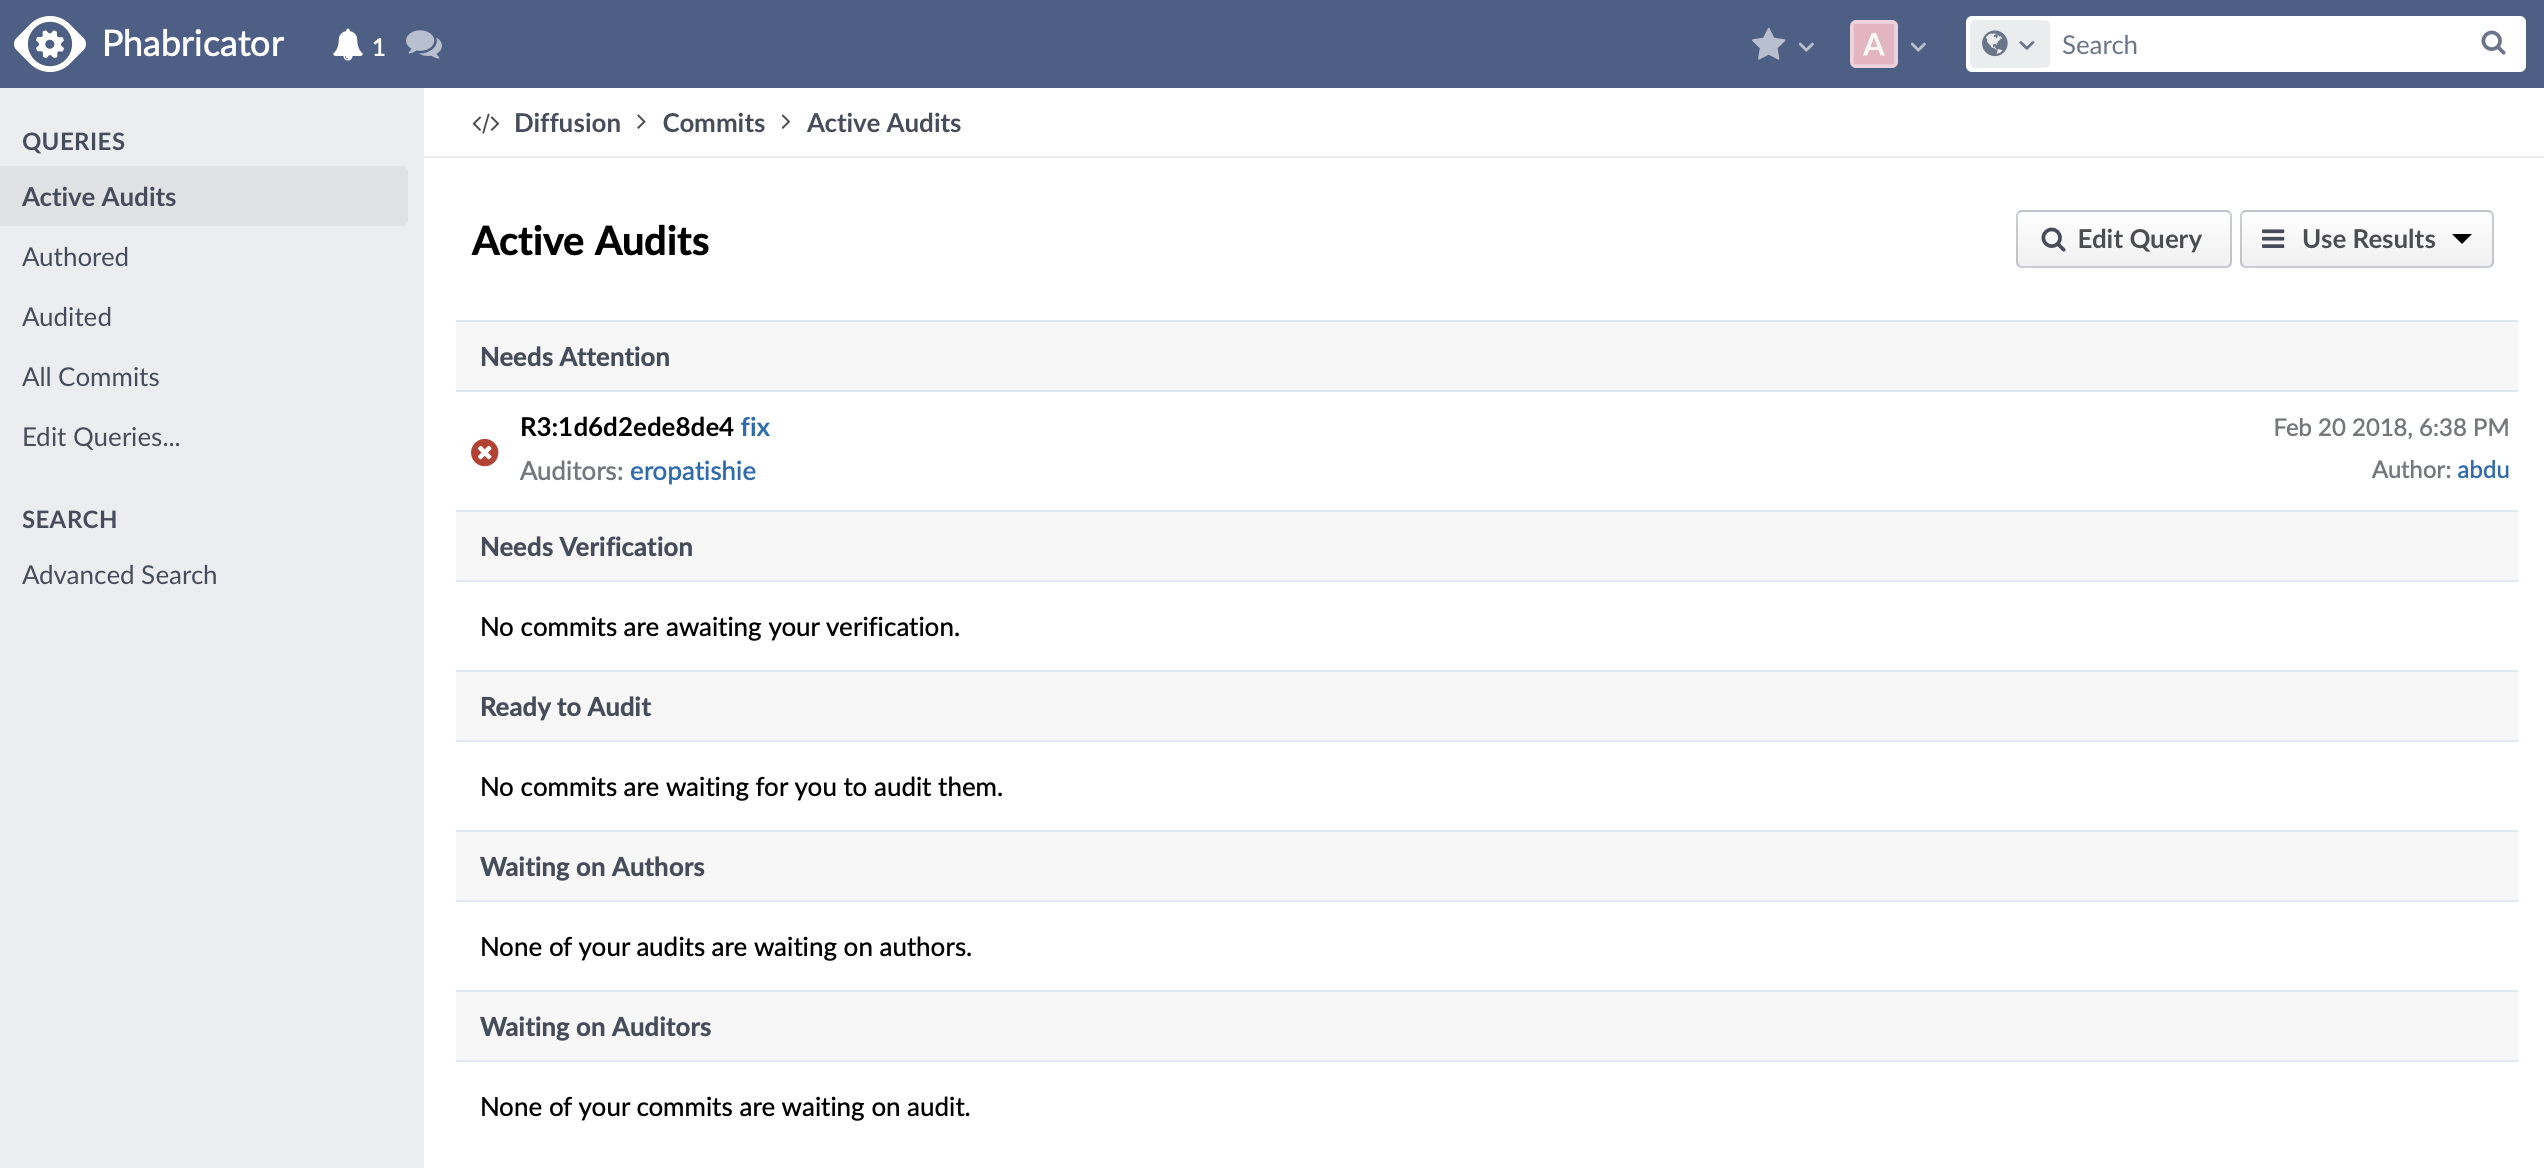 Phabricator 1 A Search
QUERIES
Active Audits
Authored
Audited
All Commits
Edit Queries...
SEARCH
Advanced Search
</> Diffusion > Commits > Active Audits
Active Audits
Edit Query
Use Results
Needs Attention
R3:1d6d2ede8de4 fix
Feb 20 2018, 6:38 PM
Auditors: eropatishie
Author: abdu
Needs Verification
No commits are awaiting your verification.
Ready to Audit
No commits are waiting for you to audit them.
Waiting on Authors
None of your audits are waiting on authors.
Waiting on Auditors
None of your commits are waiting on audit.